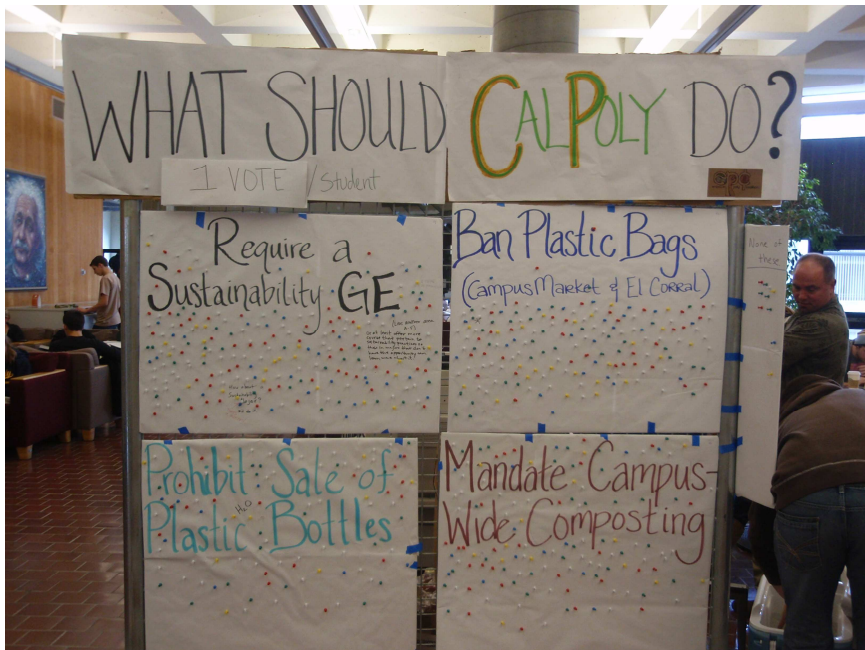 WHAT SHOULD CALPOLY DO?
1 VOTE / Student
Require a
Sustainability GE
Ban Plastic Bags
(Campus Market & El Corral)
None of
these
Prohibit Sale of
H₂O
Plastic Bottles
Mandate Campus-
Wide Composting